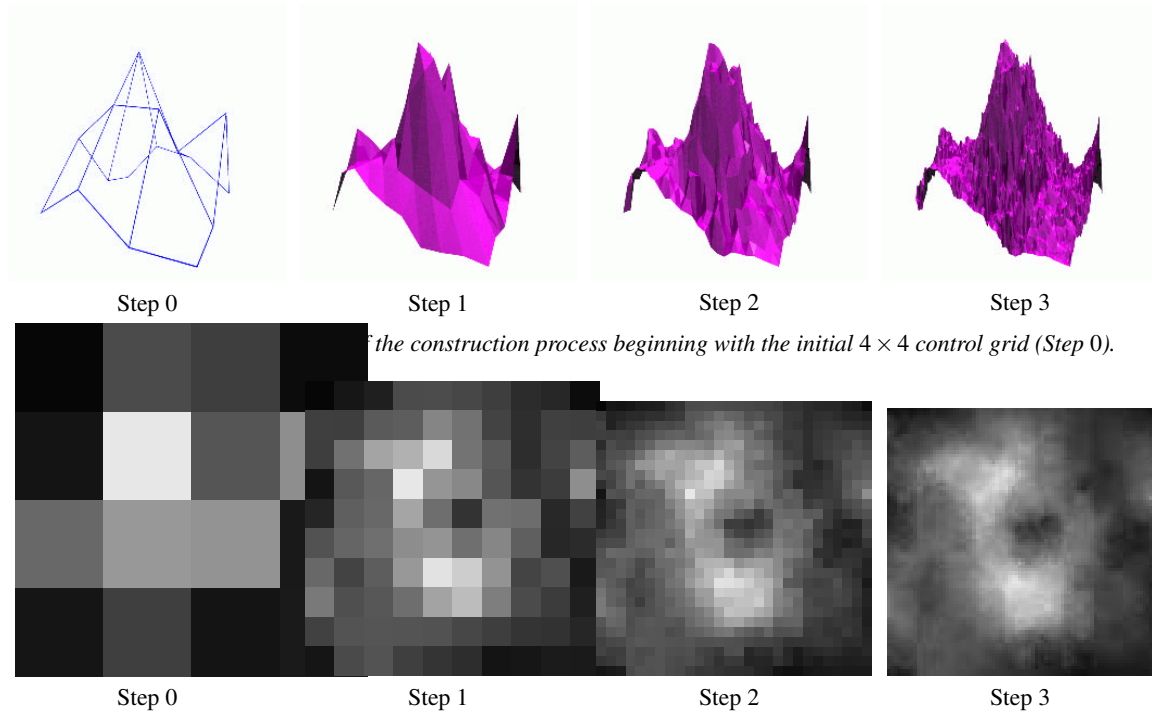 Step 0 Step 1 Step 2 Step 3
f the construction process beginning with the initial 4 × 4 control grid (Step 0).
Step 0 Step 1 Step 2 Step 3